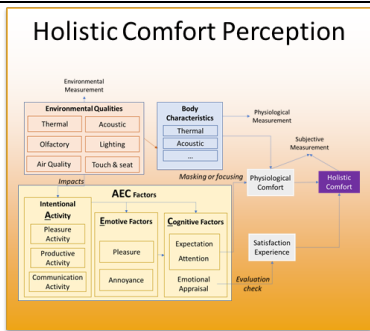 Holistic Comfort Perception
Environmental
Measurement
Environmental Qualities
Thermal
Acoustic
Olfactory
Lighting
Air Quality
Touch & seat
Body
Characteristics
Thermal
Acoustic
...
Physiological
Measurement
Subjective
Measurement
Impacts
Masking or focusing
Physiological
Comfort
Holistic
Comfort
AEC Factors
Intentional
Activity
Pleasure
Activity
Productive
Activity
Communication
Activity
Emotive Factors
Pleasure
Annoyance
Cognitive Factors
Expectation
Attention
Emotional
Appraisal
Evaluation
check
Satisfaction
Experience